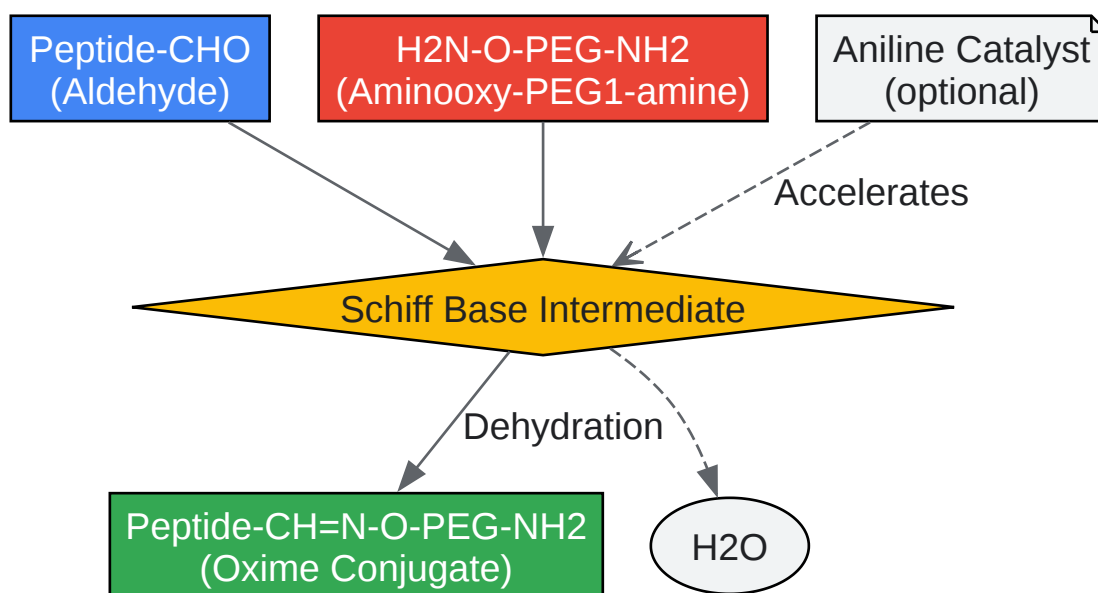 Peptide-CHO
(Aldehyde)
H2N-O-PEG-NH2
(Aminooxy-PEG1-amine)
Aniline Catalyst
(optional)
Accelerates
Schiff Base Intermediate
Dehydration
Peptide-CH=N-O-PEG-NH2
(Oxime Conjugate)
H2O